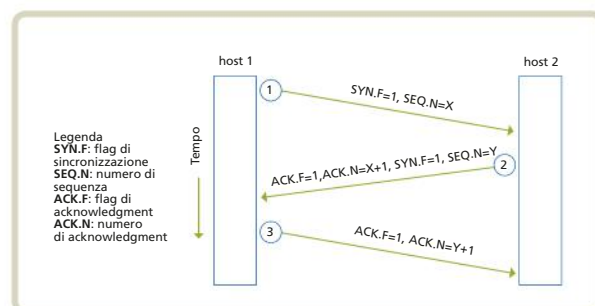 host 1
host 2
1
SYN.F=1, SEQ.N=X
Legenda
SYN.F: flag di
sincronizzazione
SEQ.N: numero di
sequenza
ACK.F: flag di
acknowledgment
ACK.N: numero
di acknowledgment
Tempo
2
ACK.F=1,ACK.N=X+1, SYN.F=1, SEQ.N=Y
3
ACK.F=1, ACK.N=Y+1